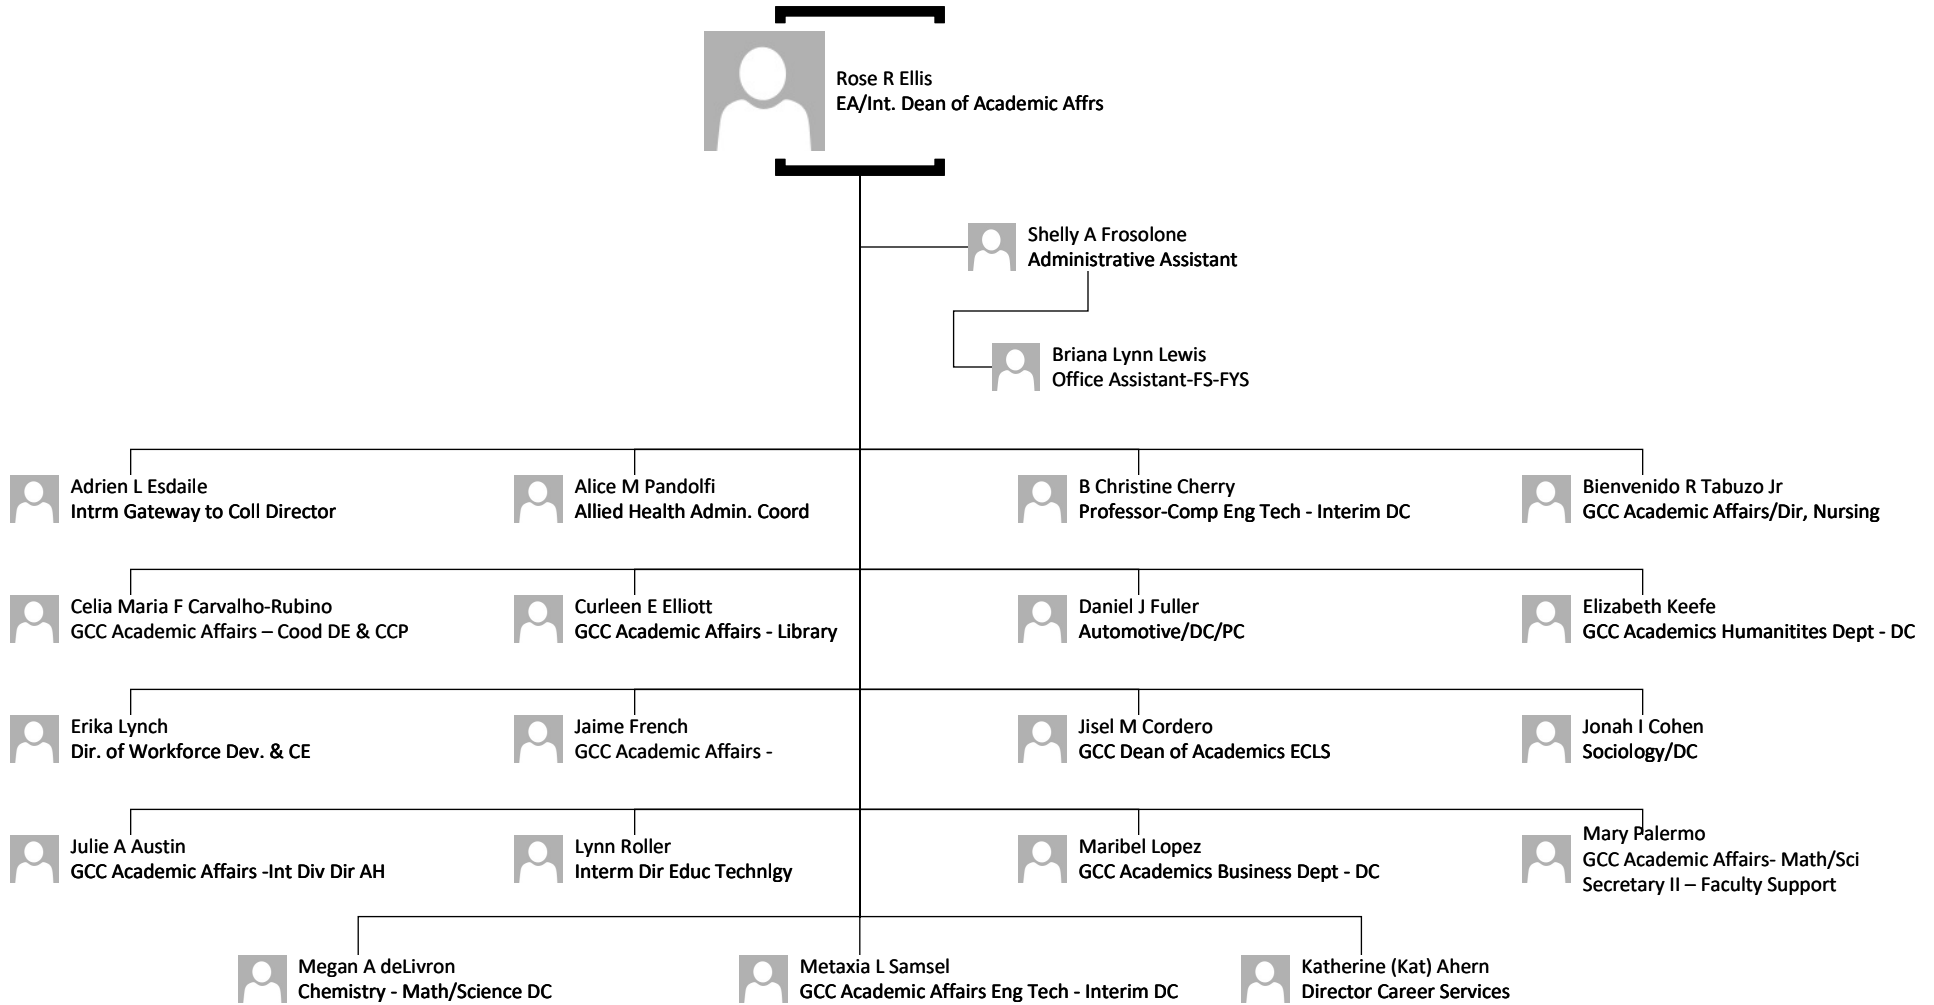 Rose R Ellis
EA/Int. Dean of Academic Affrs
Shelly A Frosolone
Administrative Assistant
Briana Lynn Lewis
Office Assistant-FS-FYS
Adrien L Esdaile
Intrm Gateway to Coll Director
Alice M Pandolfi
Allied Health Admin. Coord
B Christine Cherry
Professor-Comp Eng Tech - Interim DC
Bienvenido R Tabuzo Jr
GCC Academic Affairs/Dir, Nursing
Celia Maria F Carvalho-Rubino
GCC Academic Affairs – Cood DE & CCP
Curleen E Elliott
GCC Academic Affairs - Library
Daniel J Fuller
Automotive/DC/PC
Elizabeth Keefe
GCC Academics Humanitites Dept - DC
Erika Lynch
Dir. of Workforce Dev. & CE
Jaime French
GCC Academic Affairs -
Jisel M Cordero
GCC Dean of Academics ECLS
Jonah I Cohen
Sociology/DC
Julie A Austin
GCC Academic Affairs -Int Div Dir AH
Lynn Roller
Interm Dir Educ Technlgy
Maribel Lopez
GCC Academics Business Dept - DC
Mary Palermo
GCC Academic Affairs- Math/Sci
Secretary II – Faculty Support
Megan A deLivron
Chemistry - Math/Science DC
Metaxia L Samsel
GCC Academic Affairs Eng Tech - Interim DC
Katherine (Kat) Ahern
Director Career Services